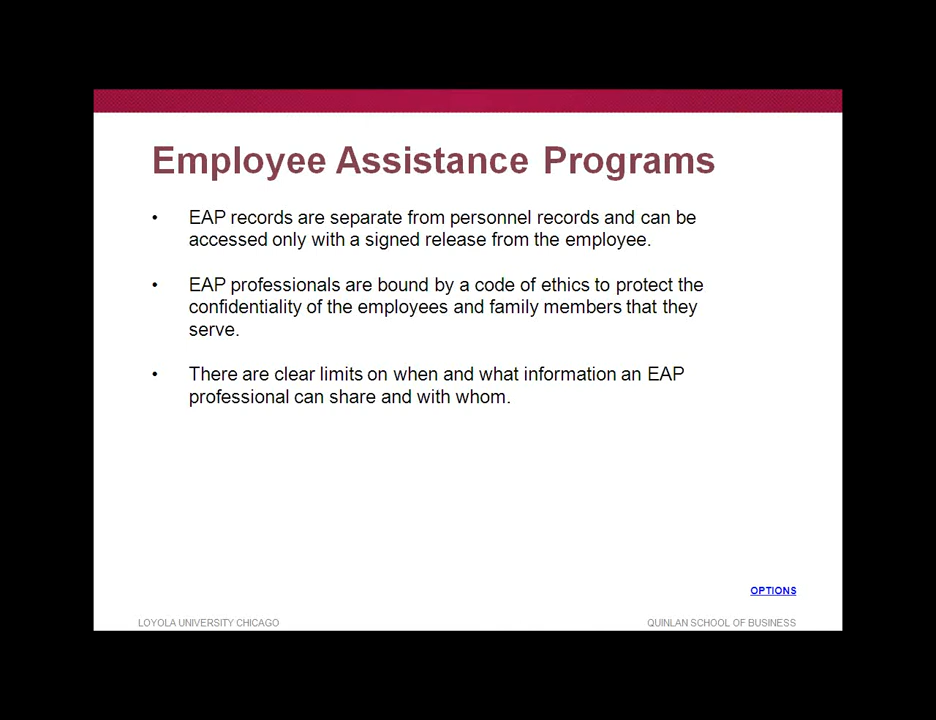 Employee Assistance Programs
• EAP records are separate from personnel records and can be
accessed only with a signed release from the employee.
• EAP professionals are bound by a code of ethics to protect the
confidentiality of the employees and family members that they
serve.
• There are clear limits on when and what information an EAP
professional can share and with whom.
OPTIONS
LOYOLA UNIVERSITY CHICAGO
QUINLAN SCHOOL OF BUSINESS